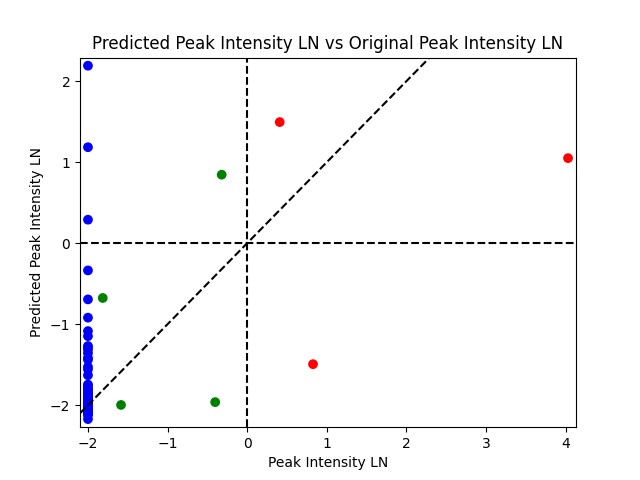 Predicted Peak Intensity LN vs Original Peak Intensity LN
2
1
0
−1
−2
Predicted Peak Intensity LN
−2 −1 0 1 2 3 4
Peak Intensity LN